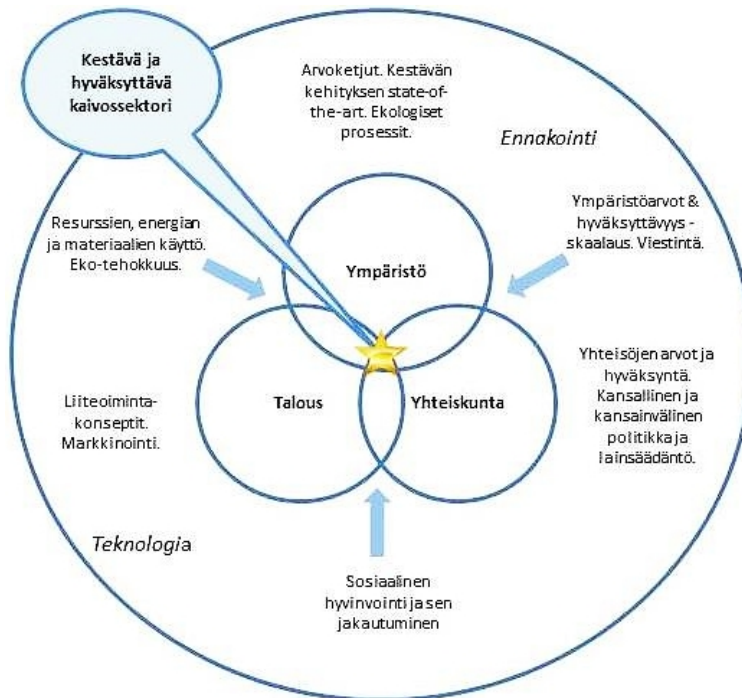 Kestävä ja
hyväksyttävä
kaivossektori
Arvoketjut. Kestävän
kehityksen state-of-
the-art. Ekologiset
prosessit.
Ennakointi
Resurssien, energian
ja materiaalien käyttö.
Eko-tehokkuus.
Ympäristöarvot &
hyväksyttävyys -
skaalaus. Viestintä.
Ympäristö
Talous
Yhteiskunta
Liiteoiminta-
konseptit.
Markkinointi.
Yhteisöjen arvot ja
hyväksyntä.
Kansallinen ja
kansainvälinen
politikka ja
lainsäädäntö.
Teknologia
Sosiaalinen
hyvinvointi ja sen
jakautuminen